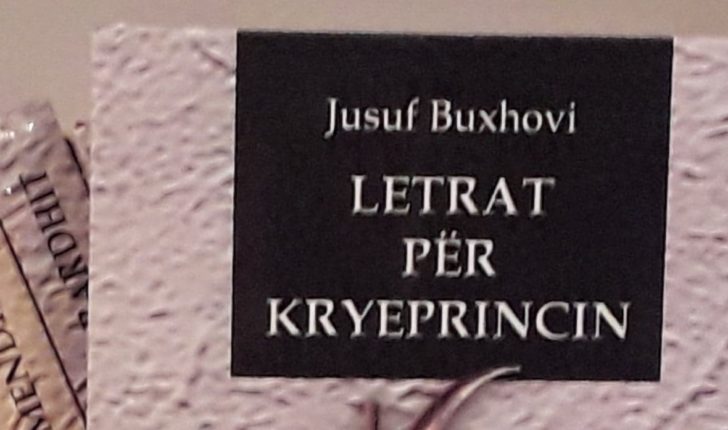 Jusuf Buxhovi
LETRAT
PËR
KRYEPRINCIN